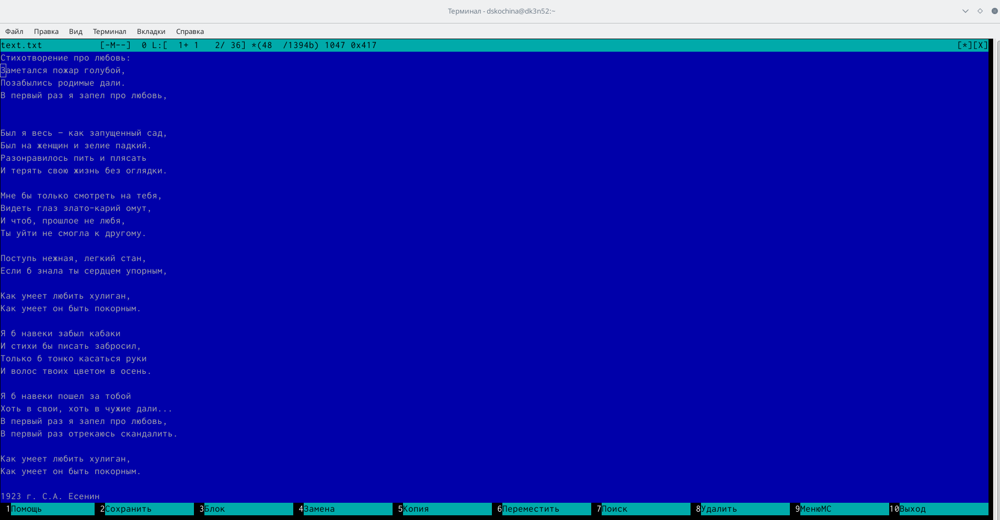 Терминал - dskochina@dk3n52:~
Файл Правка Вид Терминал Вкладки Справка
text.txt [-M--] 0 L:[ 1+ 1 2/ 36] *(48 /1394b) 1047 0x417 [*][X]
Стихотворение про любовь:
Заметался пожар голубой,
Позабылись родимые дали.
В первый раз я запел про любовь,
Был я весь – как запущенный сад,
Был на женщин и зелие падкий.
Разонравилось пить и плясать
И терять свою жизнь без оглядки.
Мне бы только смотреть на тебя,
Видеть глаз злато-карий омут,
И чтоб, прошлое не любя,
Ты уйти не смогла к другому.
Поступь нежная, легкий стан,
Если б знала ты сердцем упорным,
Как умеет любить хулиган,
Как умеет он быть покорным.
Я б навеки забыл кабаки
И стихи бы писать забросил,
Только б тонко касаться руки
И волос твоих цветом в осень.
Я б навеки пошел за тобой
Хоть в свои, хоть в чужие дали...
В первый раз я запел про любовь,
В первый раз отрекаюсь скандалить.
Как умеет любить хулиган,
Как умеет он быть покорным.
1923 г. С.А. Есенин
1Помощь 2Сохранить 3Блок 4Замена 5Копия 6Переместить 7Поиск 8Удалить 9МенюMC 10Выход